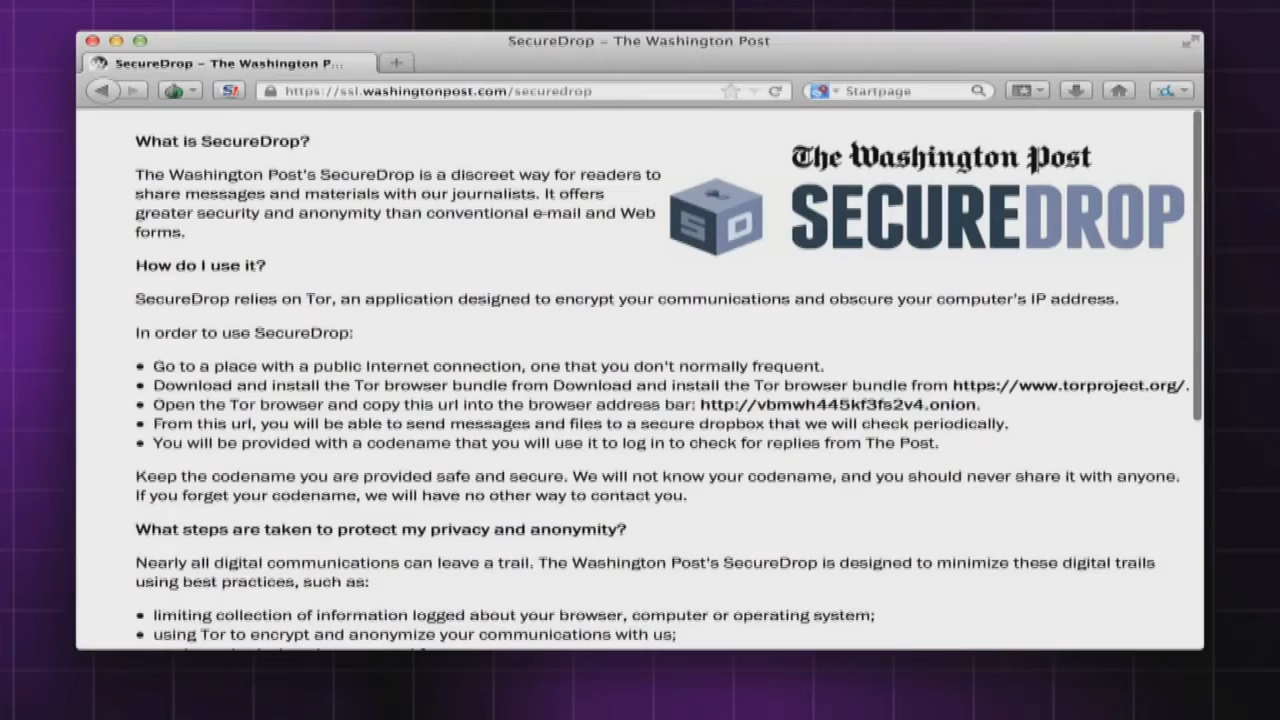 SecureDrop – The Washington Post
SecureDrop – The Washington P...
https://ssl.washingtonpost.com/securedrop
Startpage
The Washington Post
SECUREDROP
S D
What is SecureDrop?
The Washington Post's SecureDrop is a discreet way for readers to
share messages and materials with our journalists. It offers
greater security and anonymity than conventional e-mail and Web
forms.
How do I use it?
SecureDrop relies on Tor, an application designed to encrypt your communications and obscure your computer's IP address.
In order to use SecureDrop:
• Go to a place with a public Internet connection, one that you don't normally frequent.
• Download and install the Tor browser bundle from Download and install the Tor browser bundle from https://www.torproject.org/.
• Open the Tor browser and copy this url into the browser address bar: http://vbmwh445kf3fs2v4.onion.
• From this url, you will be able to send messages and files to a secure dropbox that we will check periodically.
• You will be provided with a codename that you will use it to log in to check for replies from The Post.
Keep the codename you are provided safe and secure. We will not know your codename, and you should never share it with anyone.
If you forget your codename, we will have no other way to contact you.
What steps are taken to protect my privacy and anonymity?
Nearly all digital communications can leave a trail. The Washington Post's SecureDrop is designed to minimize these digital trails
using best practices, such as:
• limiting collection of information logged about your browser, computer or operating system;
• using Tor to encrypt and anonymize your communications with us;